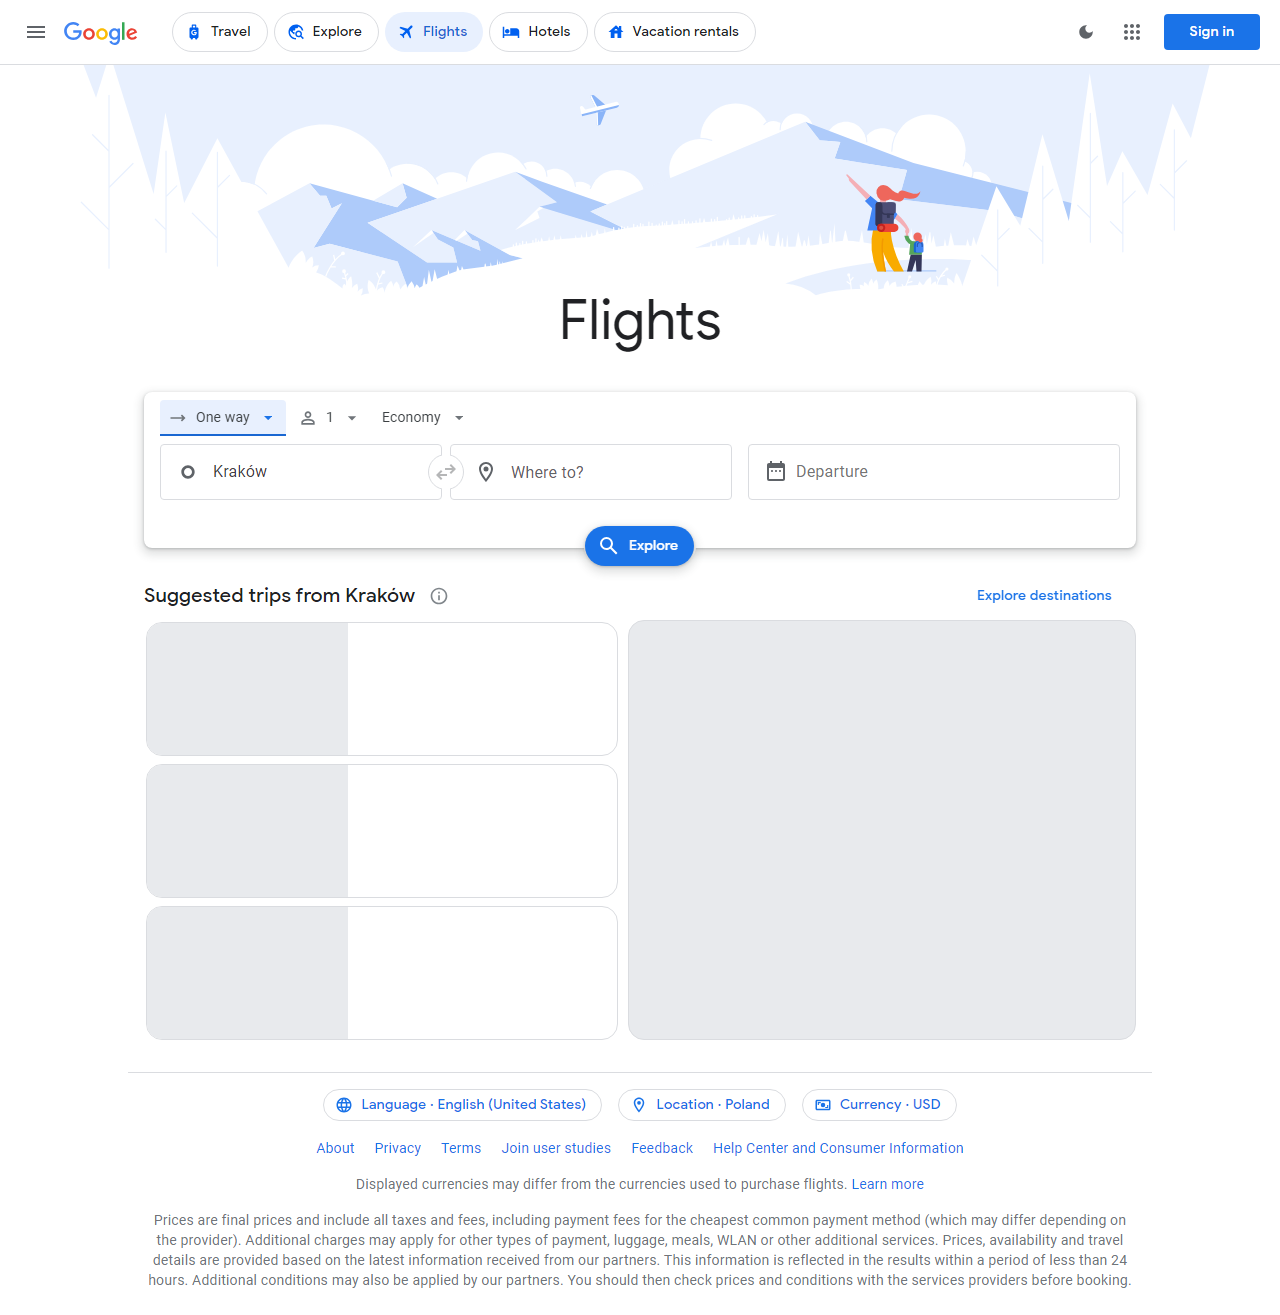 Google
Travel
Explore
Flights
Hotels
Vacation rentals
Sign in
Flights
One way
1
Economy
Kraków
Where to?
Departure
Explore
Suggested trips from Kraków
Explore destinations
Language · English (United States)
Location · Poland
Currency · USD
About
Privacy
Terms
Join user studies
Feedback
Help Center and Consumer Information
Displayed currencies may differ from the currencies used to purchase flights. Learn more
Prices are final prices and include all taxes and fees, including payment fees for the cheapest common payment method (which may differ depending on
the provider). Additional charges may apply for other types of payment, luggage, meals, WLAN or other additional services. Prices, availability and travel
details are provided based on the latest information received from our partners. This information is reflected in the results within a period of less than 24
hours. Additional conditions may also be applied by our partners. You should then check prices and conditions with the services providers before booking.